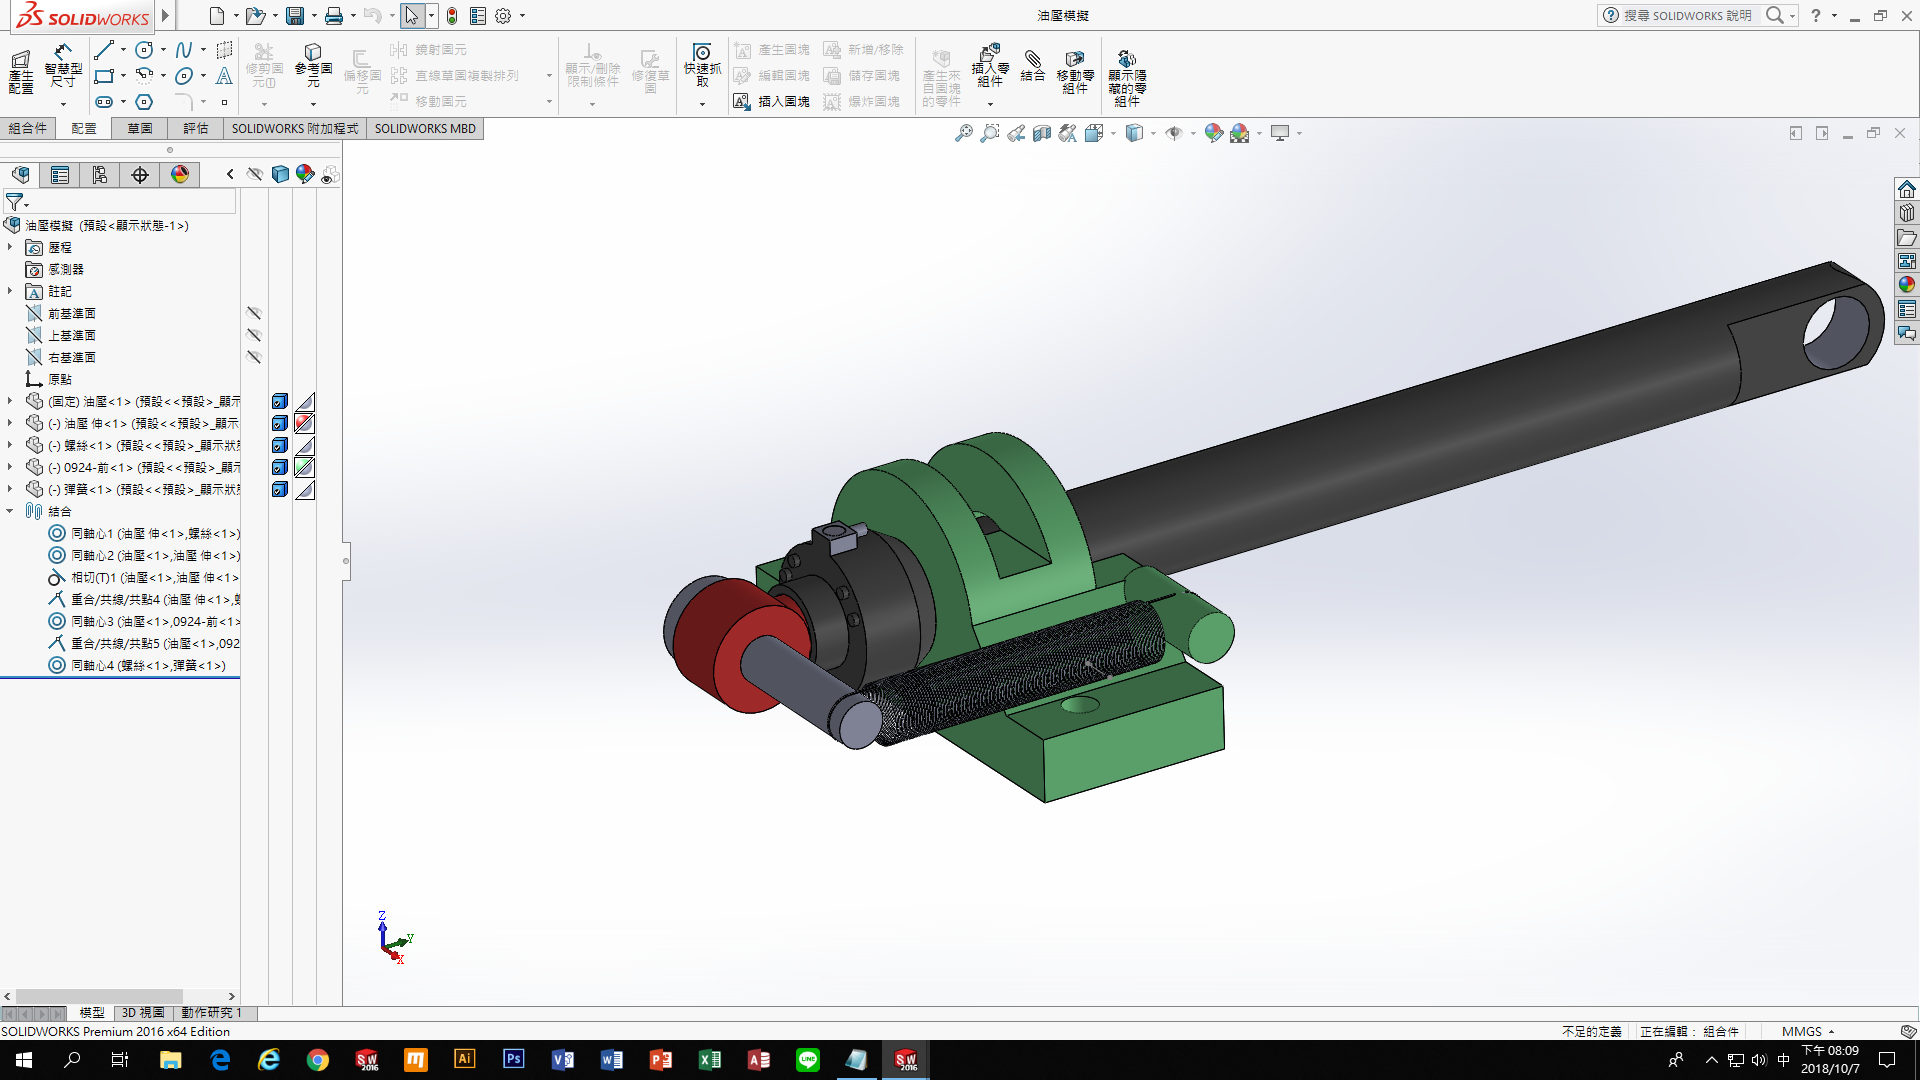 SOLIDWORKS
油壓模擬
搜尋 SOLIDWORKS 說明
產生配置
智慧型尺寸
修剪圖元(I)
參考圖元
偏移圖元
鏡射圖元
直線草圖複製排列
移動圖元
顯示/刪除限制條件
修復草圖
快速抓取
產生圖塊
編輯圖塊
插入圖塊
新增/移除
儲存圖塊
爆炸圖塊
產生來自圖塊的零件
插入零組件
結合
移動零組件
顯示隱藏的零組件
組合件
配置
草圖
評估
SOLIDWORKS 附加程式
SOLIDWORKS MBD
油壓模擬 (預設<顯示狀態-1>)
歷程
感測器
註記
前基準面
上基準面
右基準面
原點
(固定) 油壓<1> (預設<<預設>_顯示
(-) 油壓 伸<1> (預設<<預設>_顯示
(-) 螺絲<1> (預設<<預設>_顯示狀態
(-) 0924-前<1> (預設<<預設>_顯示
(-) 彈簧<1> (預設<<預設>_顯示狀態
結合
同軸心1 (油壓 伸<1>,螺絲<1>)
同軸心2 (油壓<1>,油壓 伸<1>)
相切(T)1 (油壓<1>,油壓 伸<1>
重合/共線/共點4 (油壓 伸<1>,螺
同軸心3 (油壓<1>,0924-前<1>
重合/共線/共點5 (油壓<1>,092
同軸心4 (螺絲<1>,彈簧<1>)
Z
Y
X
模型
3D 視圖
動作研究 1
SOLIDWORKS Premium 2016 x64 Edition
不足的定義
正在編輯： 組合件
MMGS
下午 08:09
2018/10/7
中